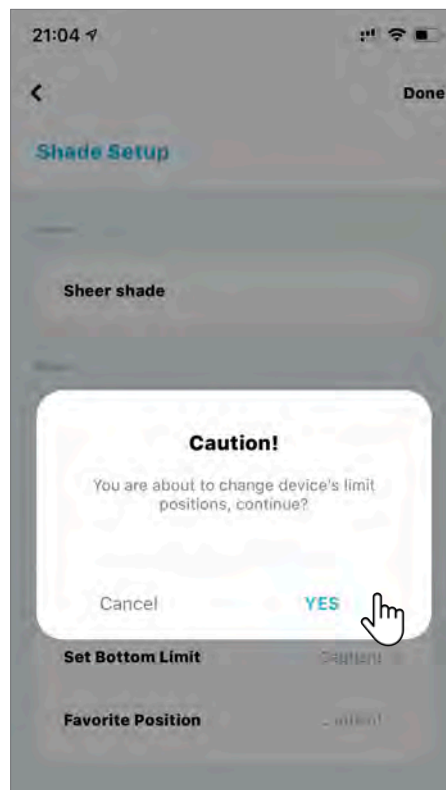 21:04
Done
Shade Setup
Sheer shade
Caution!
You are about to change device's limit
positions, continue?
Cancel YES
Set Bottom Limit
Favorite Position